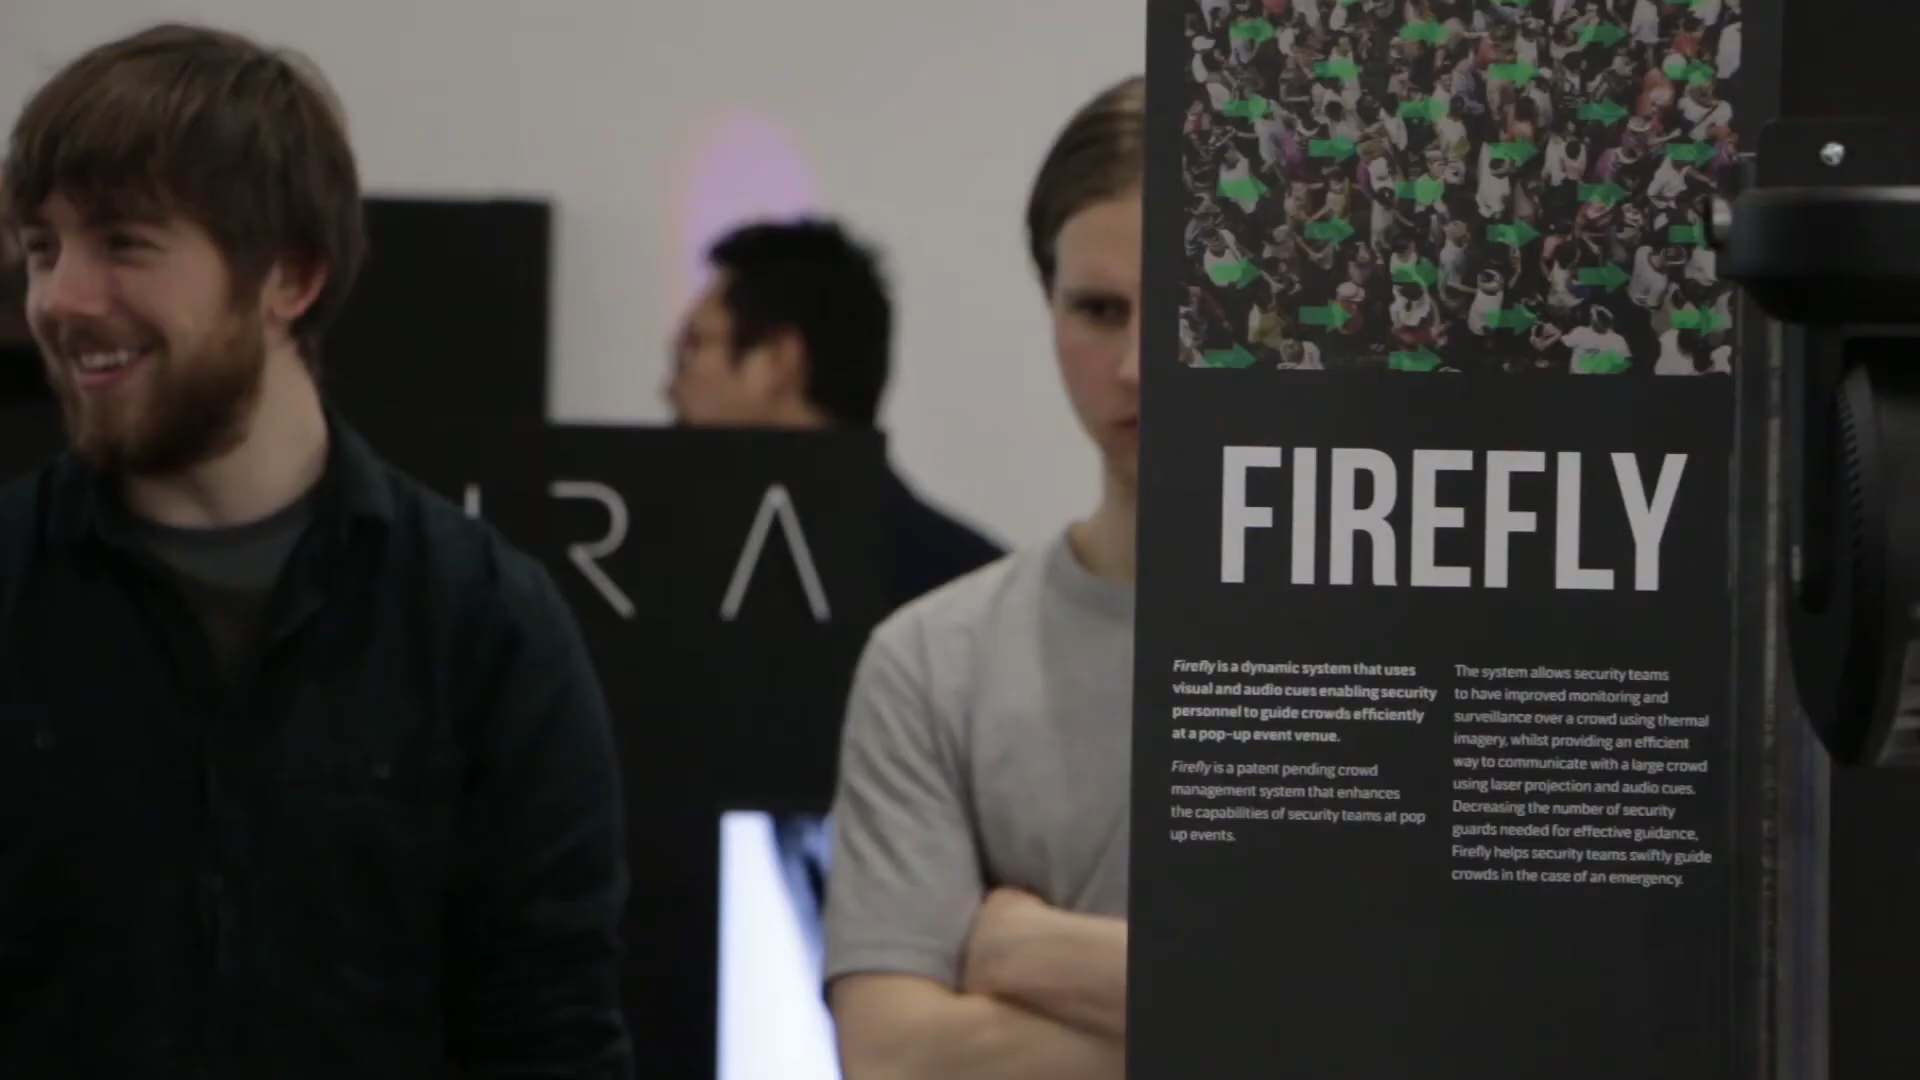 RA
FIREFLY
Firefly is a dynamic system that uses
visual and audio cues enabling security
personnel to guide crowds efficiently
at a pop-up event venue.
Firefly is a patent pending crowd
management system that enhances
the capabilities of security teams at pop
up events.
The system allows security teams
to have improved monitoring and
surveillance over a crowd using thermal
imagery, whilst providing an efficient
way to communicate with a large crowd
using laser projection and audio cues.
Decreasing the number of security
guards needed for effective guidance,
Firefly helps security teams swiftly guide
crowds in the case of an emergency.